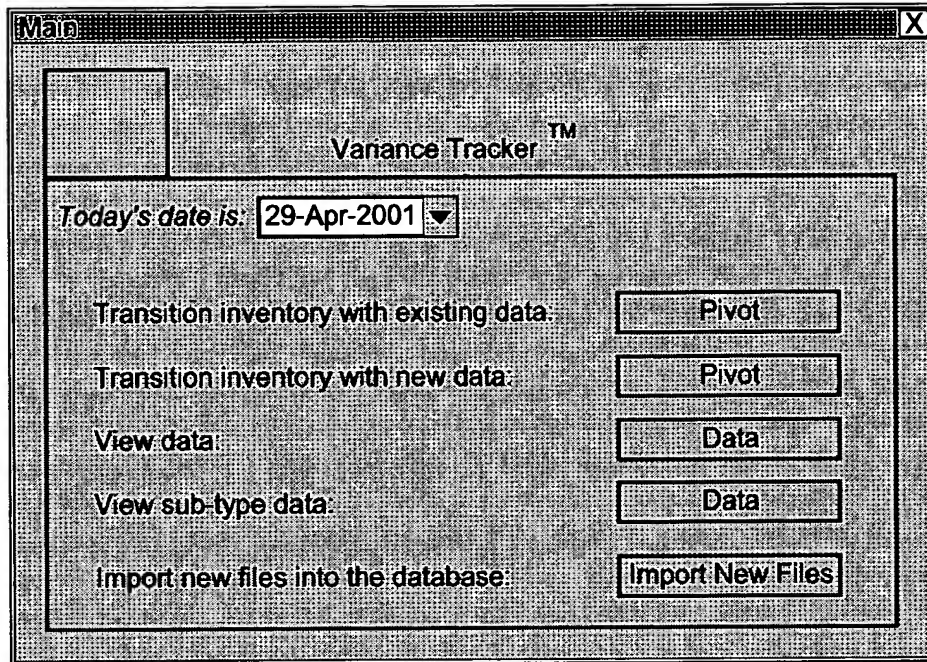 Main X
Variance Tracker TM
Today's date is: 29-Apr-2001
Transition inventory with existing data: Pivot
Transition inventory with new data: Pivot
View data: Data
View sub-type data: Data
Import new files into the database: Import New Files